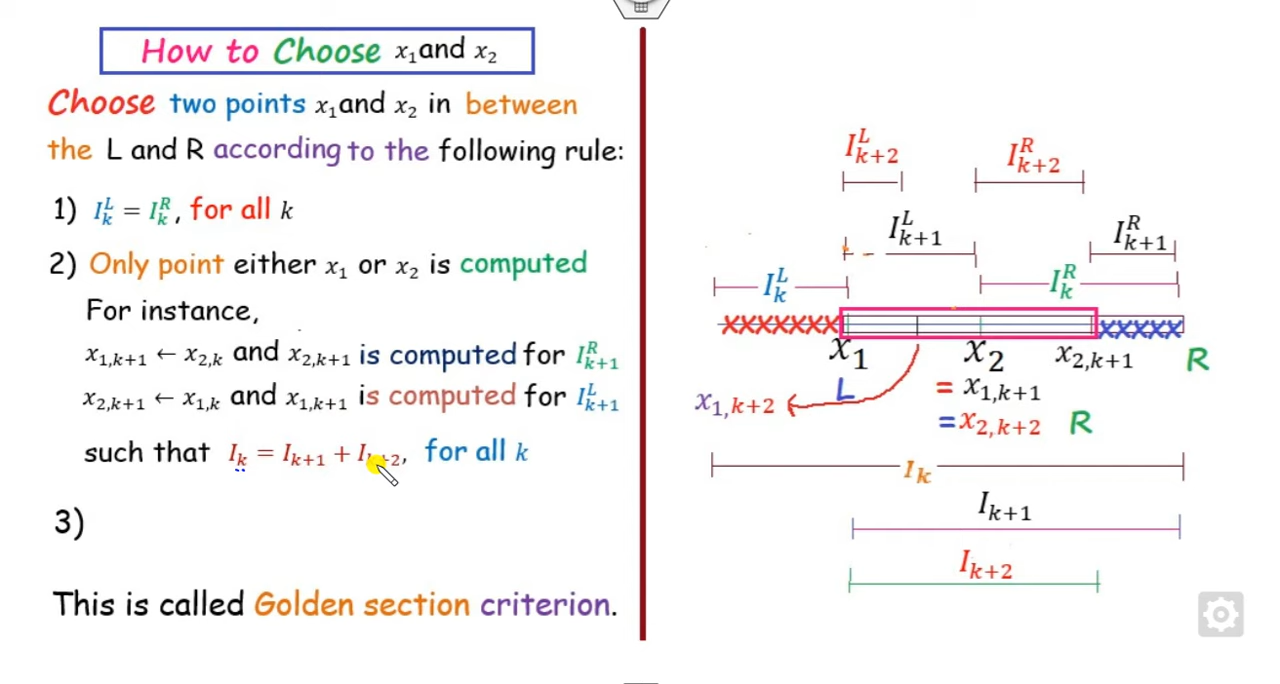 How to Choose x₁and x₂
Choose two points x₁and x₂ in between
the L and R according to the following rule:
1) I_k^L = I_k^R, for all k
2) Only point either x₁ or x₂ is computed
For instance,
x_{1,k+1} ← x_{2,k} and x_{2,k+1} is computed for I_{k+1}^R
x_{2,k+1} ← x_{1,k} and x_{1,k+1} is computed for I_{k+1}^L
such that I_k = I_{k+1} + I_{k+2}, for all k
3)
This is called Golden section criterion.
I_{k+2}^L I_{k+2}^R
I_{k+1}^L I_{k+1}^R
I_k^L I_k^R
XXXXXXX XXXXX
x₁ x₂ x_{2,k+1} R
L = x_{1,k+1}
x_{1,k+2} = x_{2,k+2} R
I_k
I_{k+1}
I_{k+2}